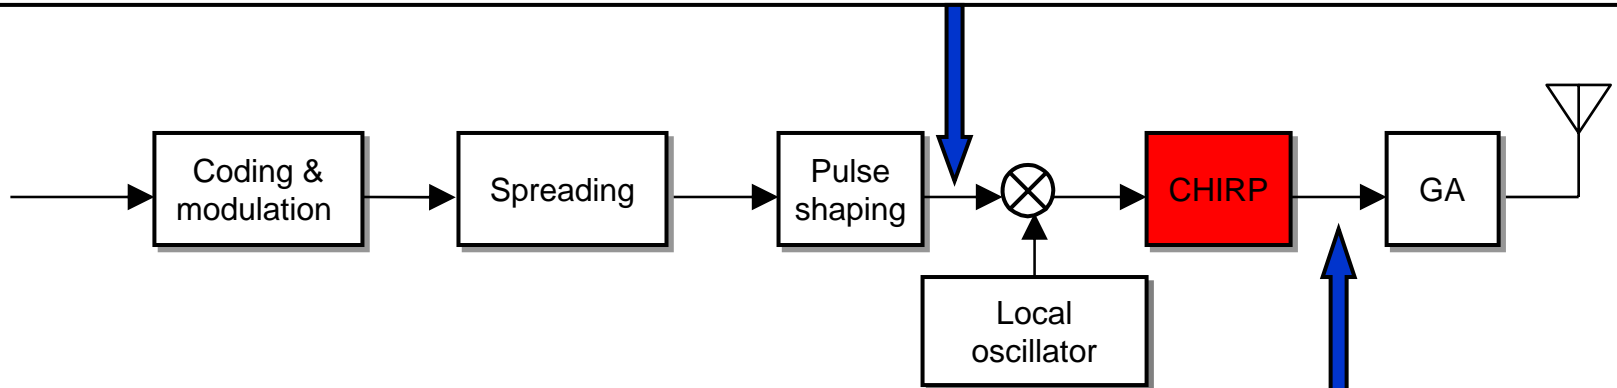 Coding &
modulation
Spreading
Pulse
shaping
CHIRP
GA
Local
oscillator